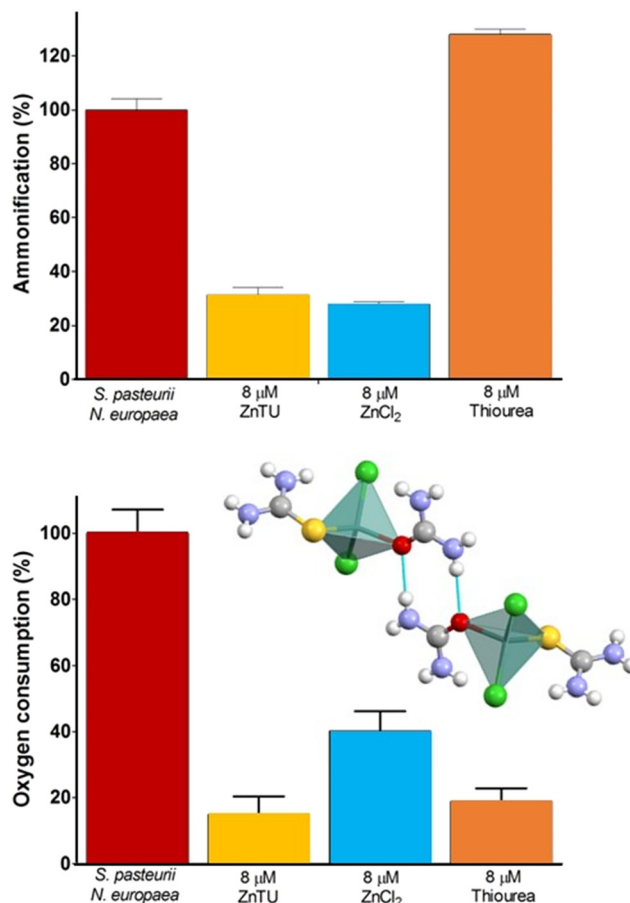 Ammonification (%)
120
100
80
60
40
20
0
S. pasteurii
N. europaea
8 μM
ZnTU
8 μM
ZnCl₂
8 μM
Thiourea
Oxygen consumption (%)
100
80
60
40
20
0
S. pasteurii
N. europaea
8 μM
ZnTU
8 μM
ZnCl₂
8 μM
Thiourea